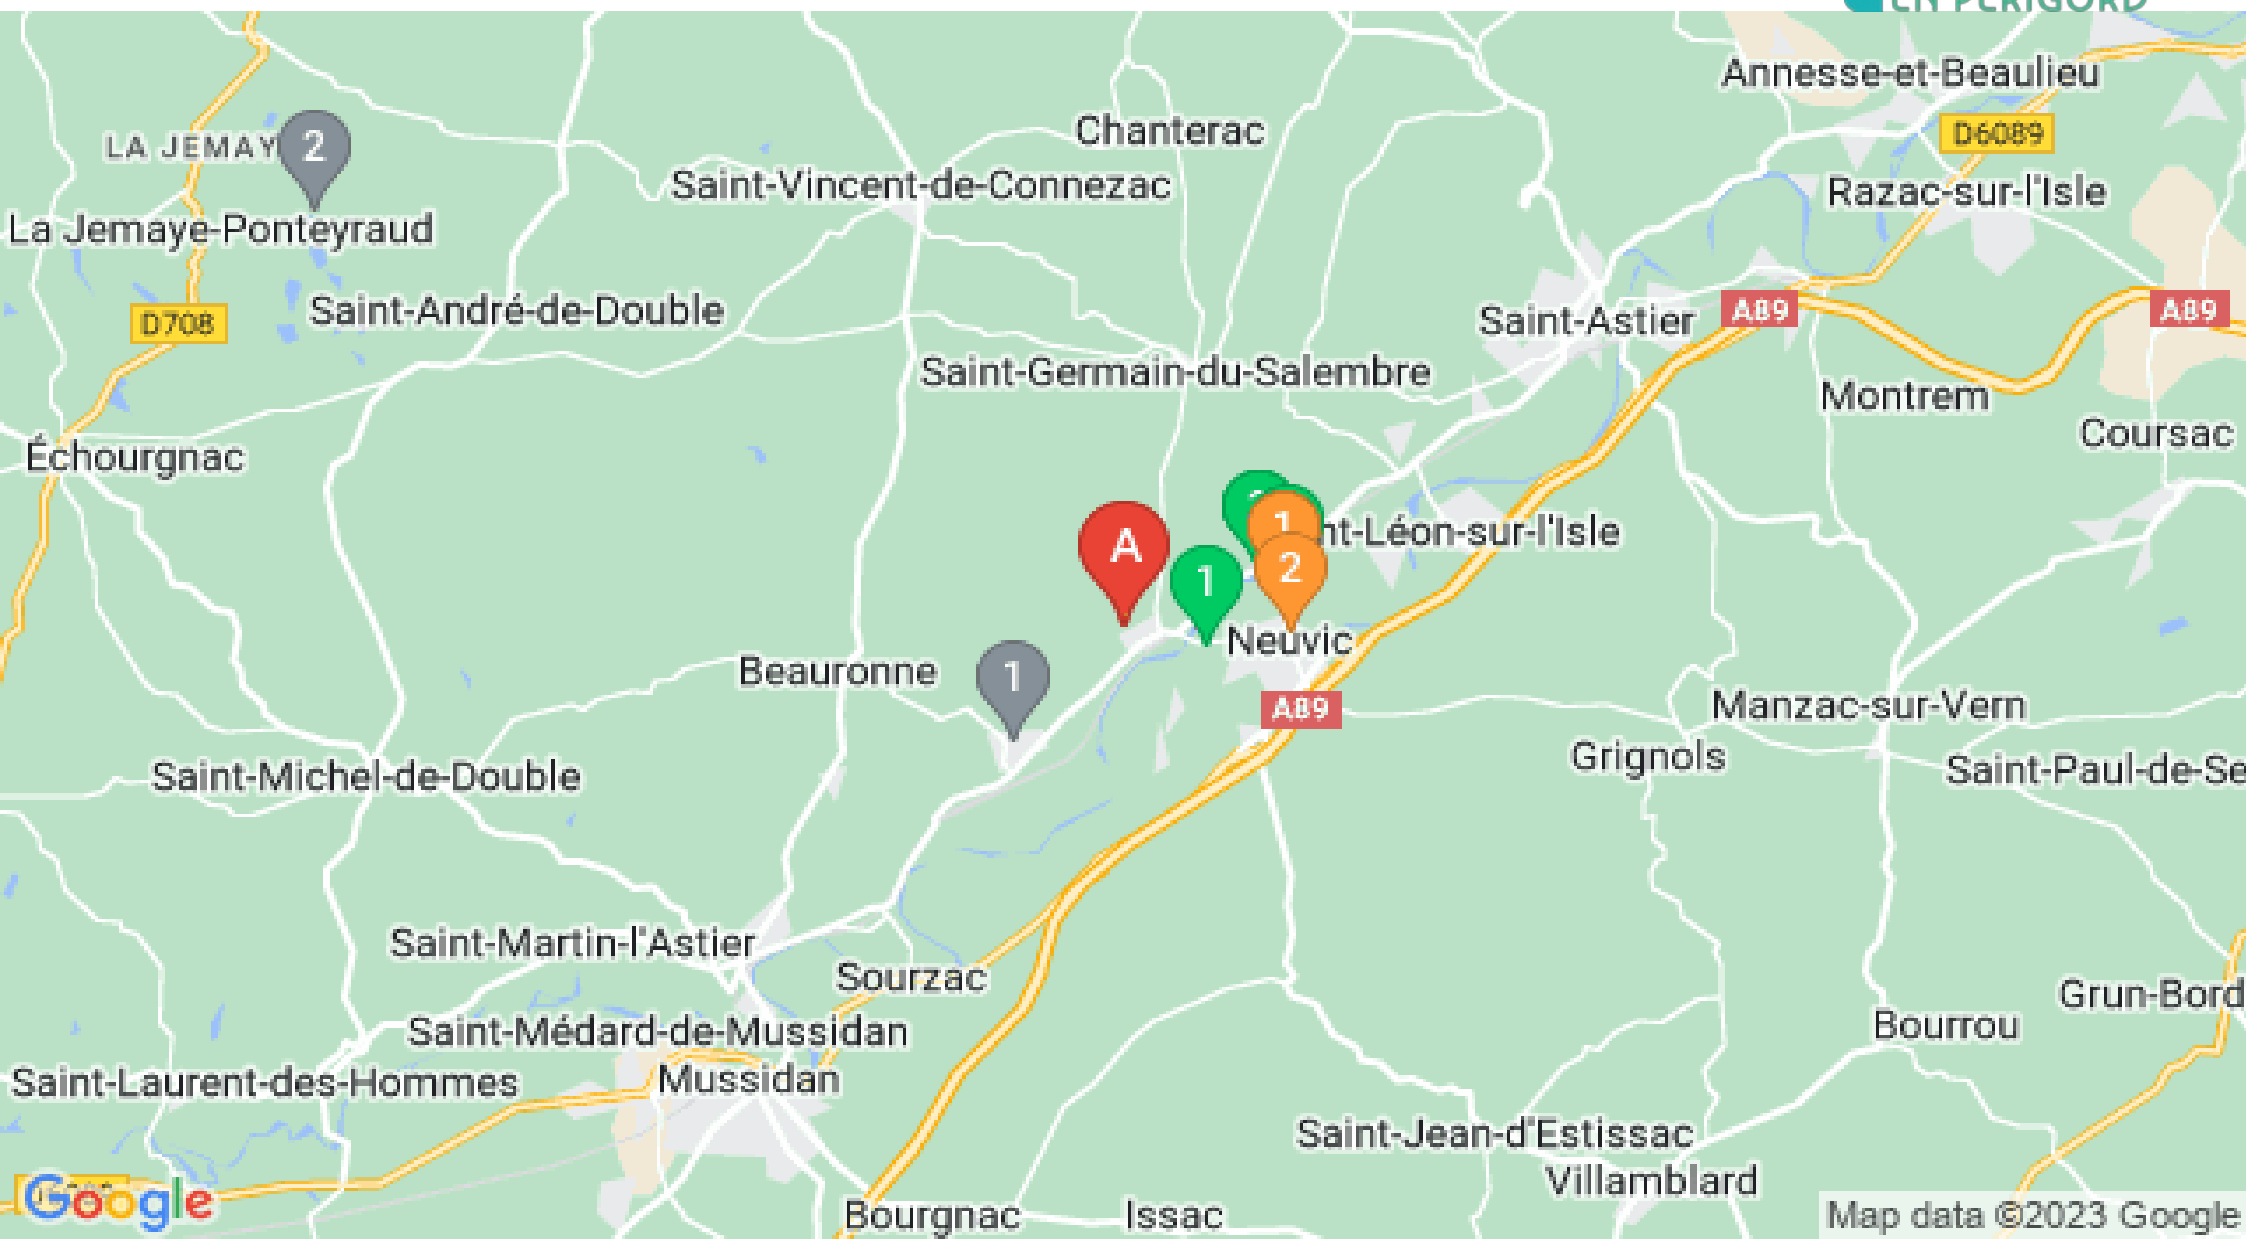 EN PÉRIGORD
Annesse-et-Beaulieu
Chanterac
D6089
LA JEMAY
2
Saint-Vincent-de-Connezac
Razac-sur-l'Isle
La Jemaye-Ponteyraud
D708
Saint-André-de-Double
Saint-Astier
A89
A89
Saint-Germain-du-Salembre
Montrem
Coursac
Échourgnac
1
nt-Léon-sur-l'Isle
A
1
2
Neuvic
Beauronne
1
A89
Manzac-sur-Vern
Grignols
Saint-Michel-de-Double
Saint-Paul-de-Se
Saint-Martin-l'Astier
Sourzac
Grun-Bord
Saint-Médard-de-Mussidan
Bourrou
Saint-Laurent-des-Hommes
Mussidan
Saint-Jean-d'Estissac
Villamblard
Google
Bourgnac
Issac
Map data ©2023 Google